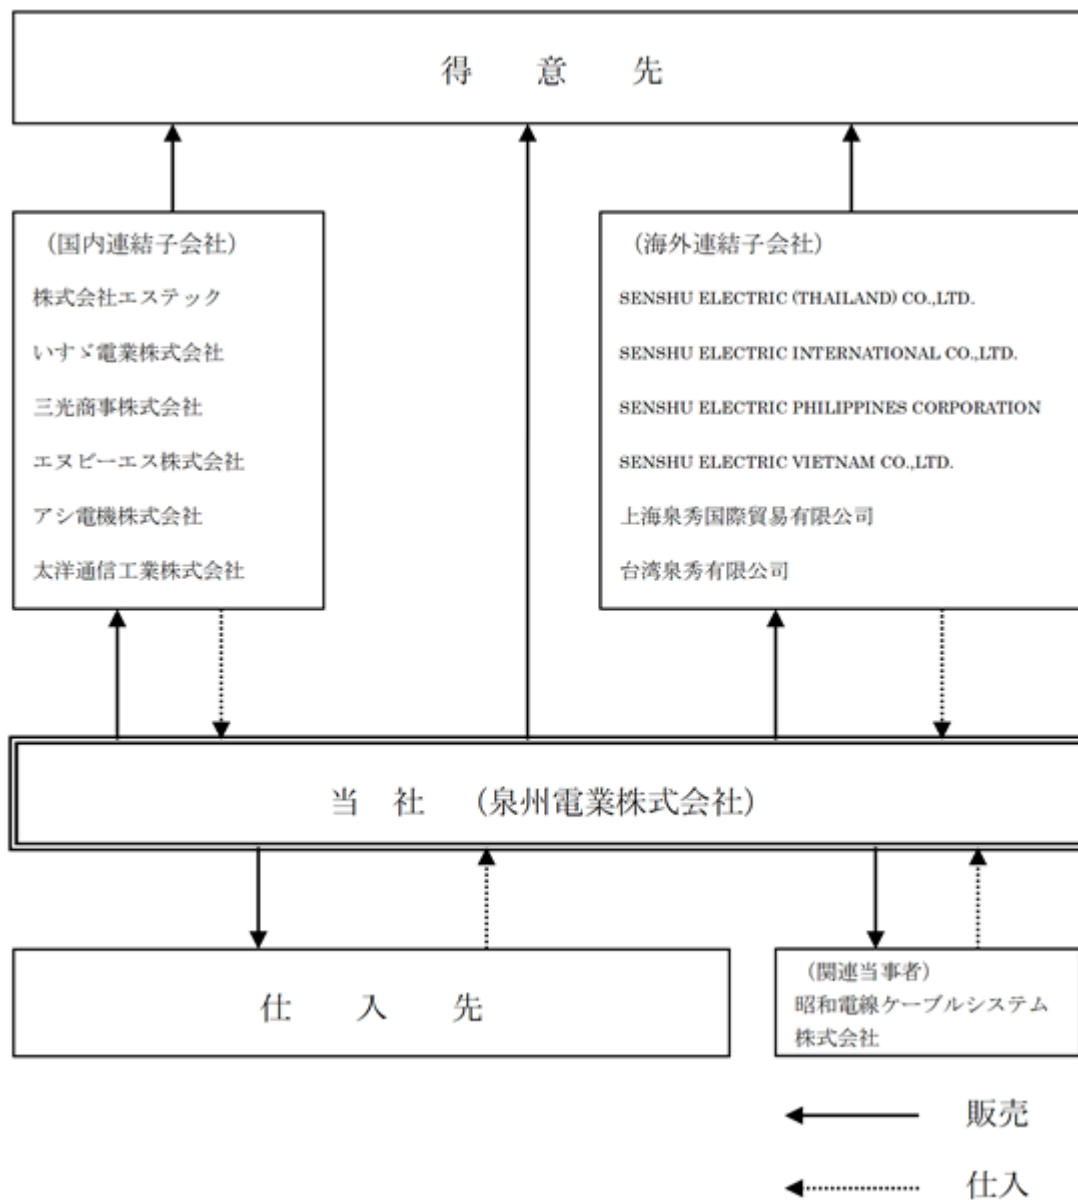 得 意 先
（国内連結子会社）
株式会社エステック
いすゞ電業株式会社
三光商事株式会社
エヌビーエス株式会社
アシ電機株式会社
太洋通信工業株式会社
（海外連結子会社）
SENSHU ELECTRIC (THAILAND) CO.,LTD.
SENSHU ELECTRIC INTERNATIONAL CO.,LTD.
SENSHU ELECTRIC PHILIPPINES CORPORATION
SENSHU ELECTRIC VIETNAM CO.,LTD.
上海泉秀国際貿易有限公司
台湾泉秀有限公司
当 社 （泉州電業株式会社）
仕 入 先
（関連当事者）
昭和電線ケーブルシステム
株式会社
販売
仕入